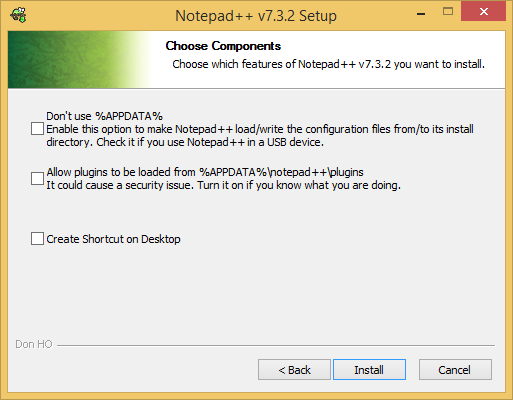 Notepad++ v7.3.2 Setup
Choose Components
Choose which features of Notepad++ v7.3.2 you want to install.
Don't use %APPDATA%
Enable this option to make Notepad++ load/write the configuration files from/to its install
directory. Check it if you use Notepad++ in a USB device.
Allow plugins to be loaded from %APPDATA%\notepad++\plugins
It could cause a security issue. Turn it on if you know what you are doing.
Create Shortcut on Desktop
Don HO
< Back
Install
Cancel